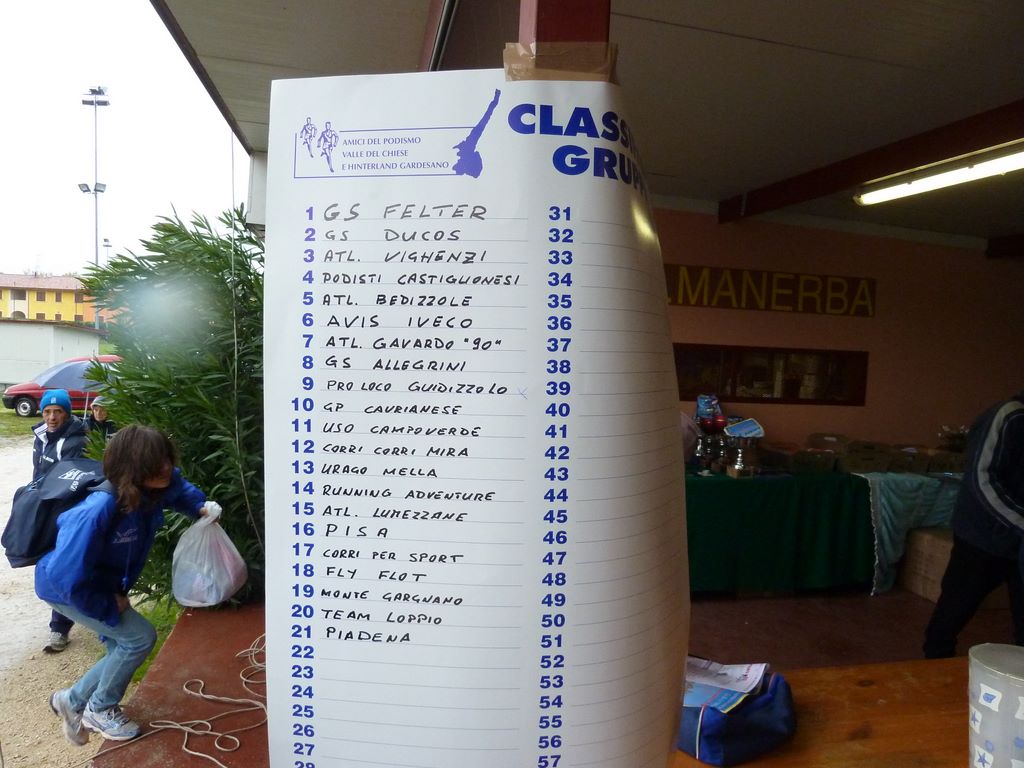 AMICI DEL PODISMO
VALLE DEL CHIESE
E HINTERLAND GARDESANO
1 GS FELTER
2 GS DUCOS
3 ATL. VIGHENZI
4 PODISTI CASTIGLIONESI
5 ATL. BEDIZZOLE
6 AVIS IVECO
7 ATL. GAVARDO "90"
8 GS ALLEGRINI
9 PRO LOCO GUIDIZZOLO x
10 GP CAVRIANESE
11 USO CAMPOVERDE
12 CORRI CORRI MIRA
13 URAGO MELLA
14 RUNNING ADVENTURE
15 ATL. LUMEZZANE
16 PISA
17 CORRI PER SPORT
18 FLY FLOT
19 MONTE GARGNANO
20 TEAM LOPPIO
21 PIADENA
22
23
24
25
26
27
28
31
32
33
34
35
36
37
38
39
40
41
42
43
44
45
46
47
48
49
50
51
52
53
54
55
56
57
MANERBA